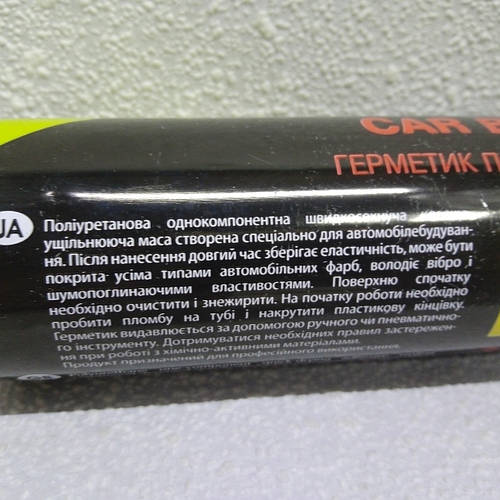 CAR
ГЕРМЕТИК П
UA
Поліуретанова однокомпонентна швидкосохнуча
ущільнююча маса створена спеціально для автомобілебудуван-
ня. Після нанесення довгий час зберігає еластичність, може бути
покрита усіма типами автомобільних фарб, володіє вібро і
шумопоглинаючими властивостями. Поверхню спочатку
необхідно очистити і знежирити. На початку роботи необхідно
пробити пломбу на тубі і накрутити пластикову кінцівку.
Герметик видавлюється за допомогою ручного чи пневматично-
го інструменту. Дотримуватися необхідних правил застережен-
ня при роботі з хімічно-активними матеріалами.
Продукт призначений для професійного використання.